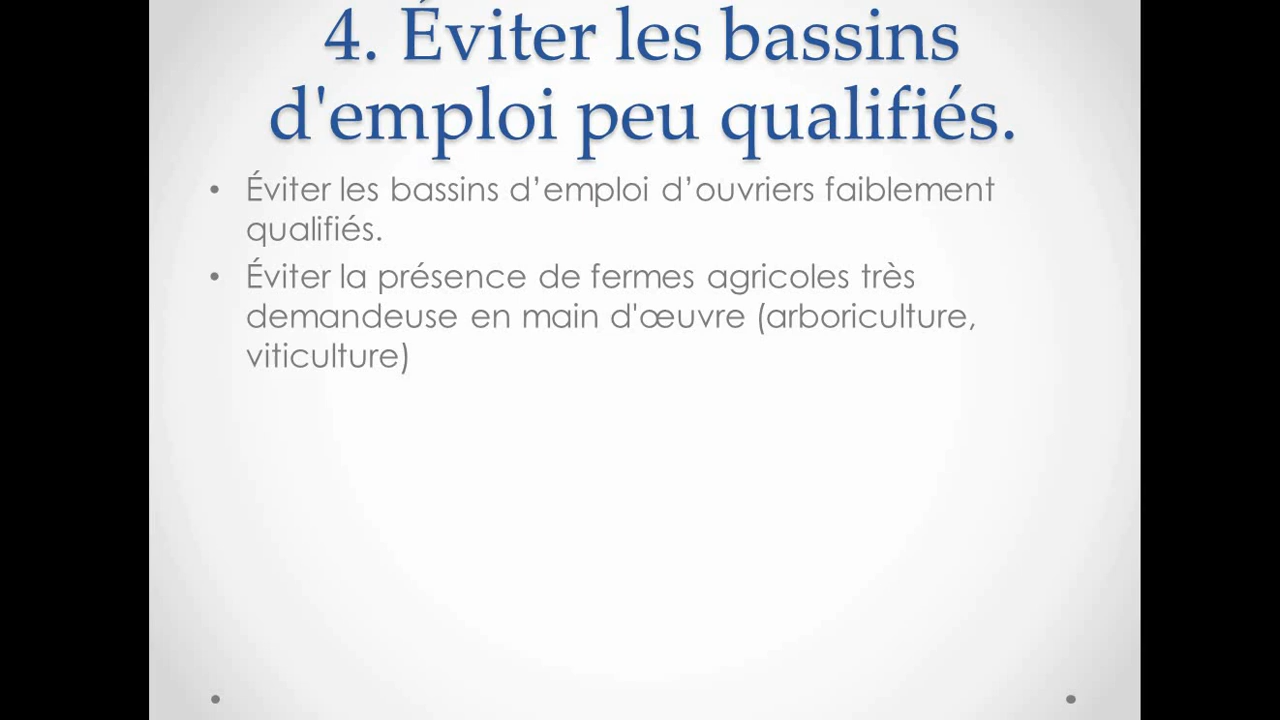 4. Éviter les bassins
d'emploi peu qualifiés.
• Éviter les bassins d’emploi d’ouvriers faiblement
qualifiés.
• Éviter la présence de fermes agricoles très
demandeuse en main d'œuvre (arboriculture,
viticulture)